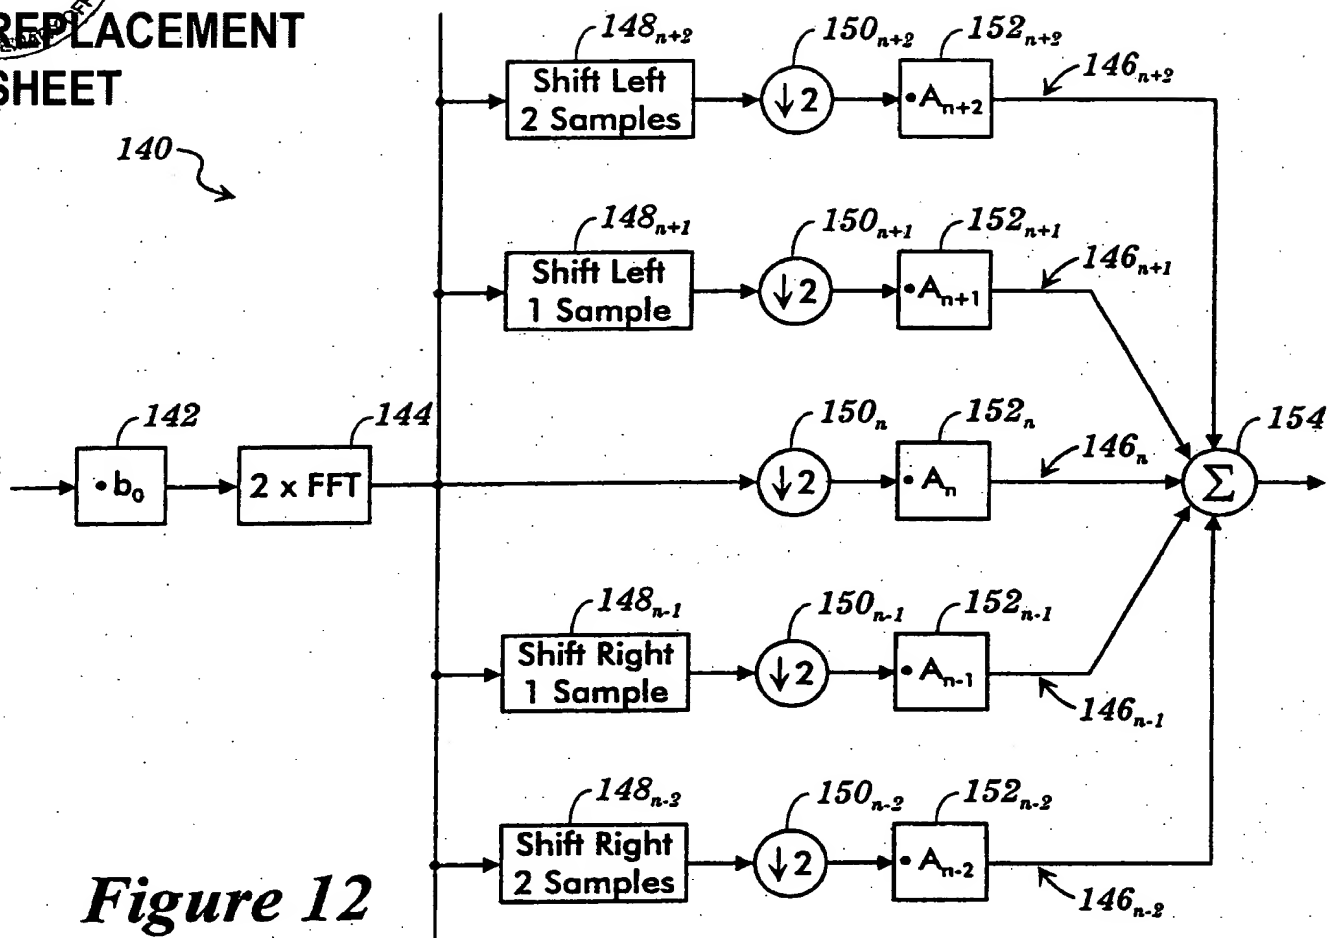 REPLACEMENT
SHEET
140
148n+2
150n+2
152n+2
146n+2
Shift Left
2 Samples
↓2
•An+2
148n+1
150n+1
152n+1
146n+1
Shift Left
1 Sample
↓2
•An+1
142
144
150n
152n
146n
154
•b0
2 x FFT
↓2
•An
Σ
148n-1
150n-1
152n-1
Shift Right
1 Sample
↓2
•An-1
146n-1
148n-2
150n-2
152n-2
Shift Right
2 Samples
↓2
•An-2
146n-2
Figure 12